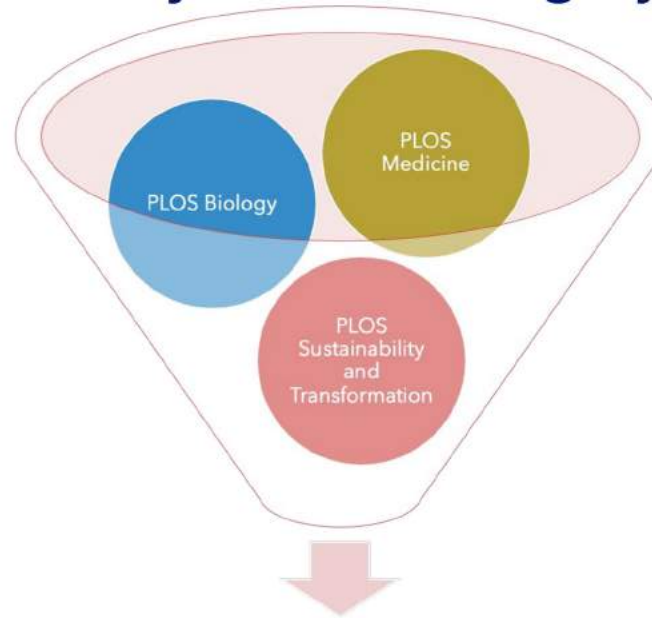 PLOS
Medicine
PLOS Biology
PLOS
Sustainability
and
Transformation